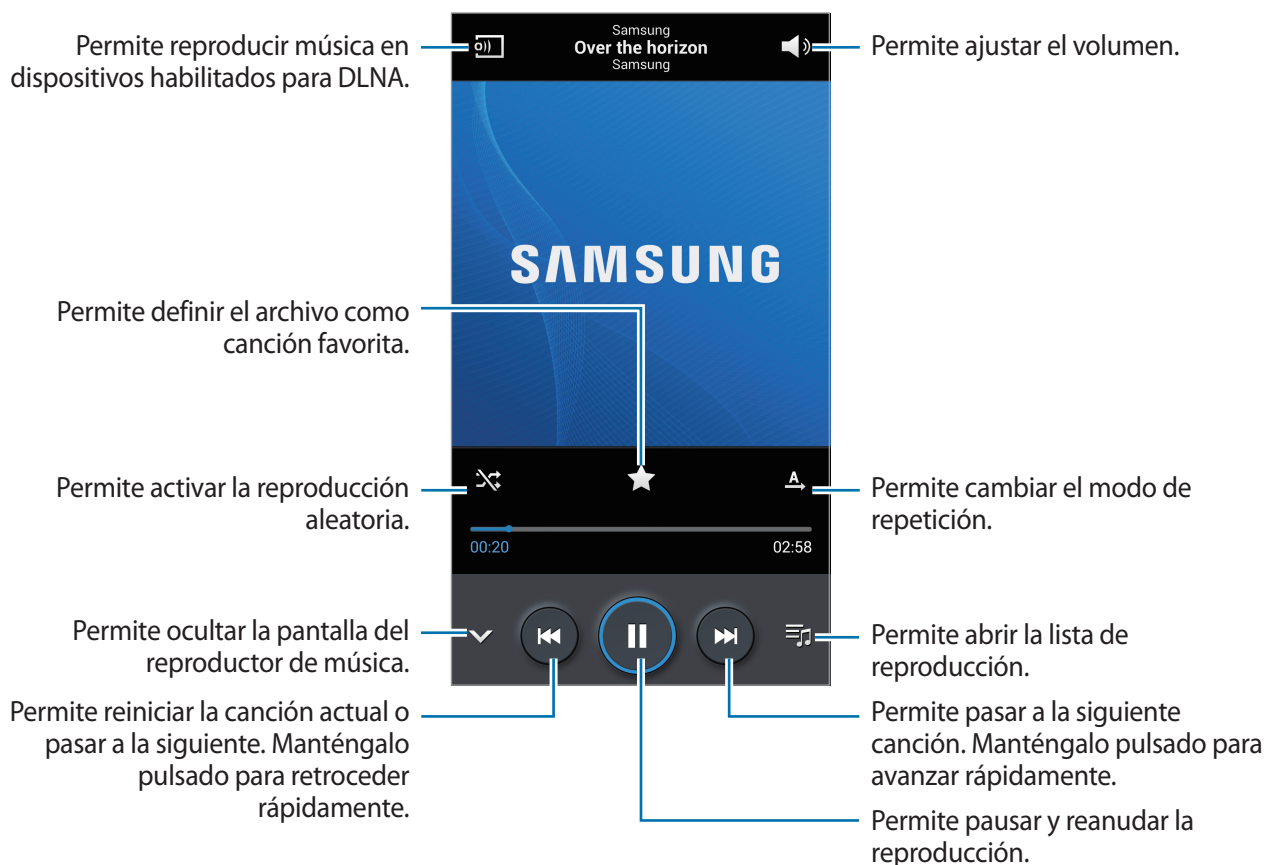 Permite reproducir música en
dispositivos habilitados para DLNA.
Samsung
Over the horizon
Samsung
Permite ajustar el volumen.
SAMSUNG
Permite definir el archivo como
canción favorita.
Permite activar la reproducción
aleatoria.
A
Permite cambiar el modo de
repetición.
00:20
02:58
Permite ocultar la pantalla del
reproductor de música.
Permite abrir la lista de
reproducción.
Permite reiniciar la canción actual o
pasar a la siguiente. Manténgalo
pulsado para retroceder
rápidamente.
Permite pasar a la siguiente
canción. Manténgalo pulsado para
avanzar rápidamente.
Permite pausar y reanudar la
reproducción.